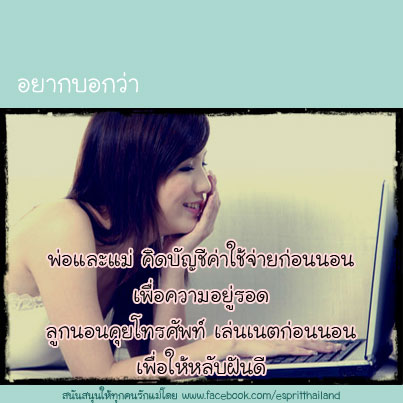 อยากบอกว่า
พ่อและแม่ คิดบัญชีค่าใช้จ่ายก่อนนอน
เพื่อความอยู่รอด
ลูกนอนคุยโทรศัพท์ เล่นเนตก่อนนอน
เพื่อให้หลับฝันดี
สนับสนุนให้ทุกคนรักแม่โดย www.facebook.com/espritthailand